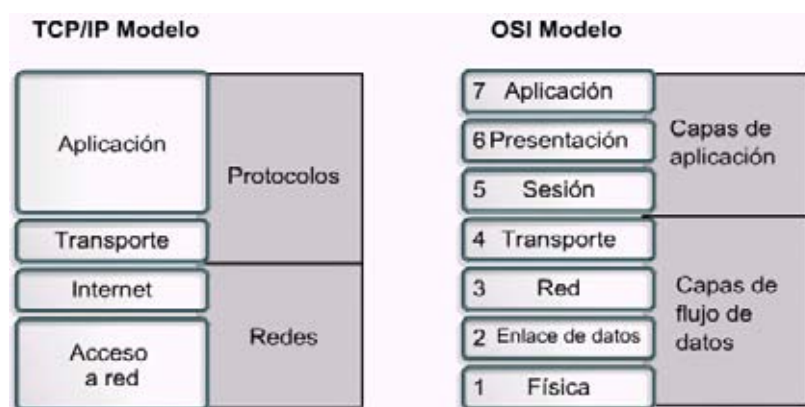 TCP/IP Modelo
Aplicación
Transporte
Internet
Acceso
a red
Protocolos
Redes
OSI Modelo
7 Aplicación
6 Presentación
5 Sesión
4 Transporte
3 Red
2 Enlace de datos
1 Física
Capas de
aplicación
Capas de
flujo de
datos